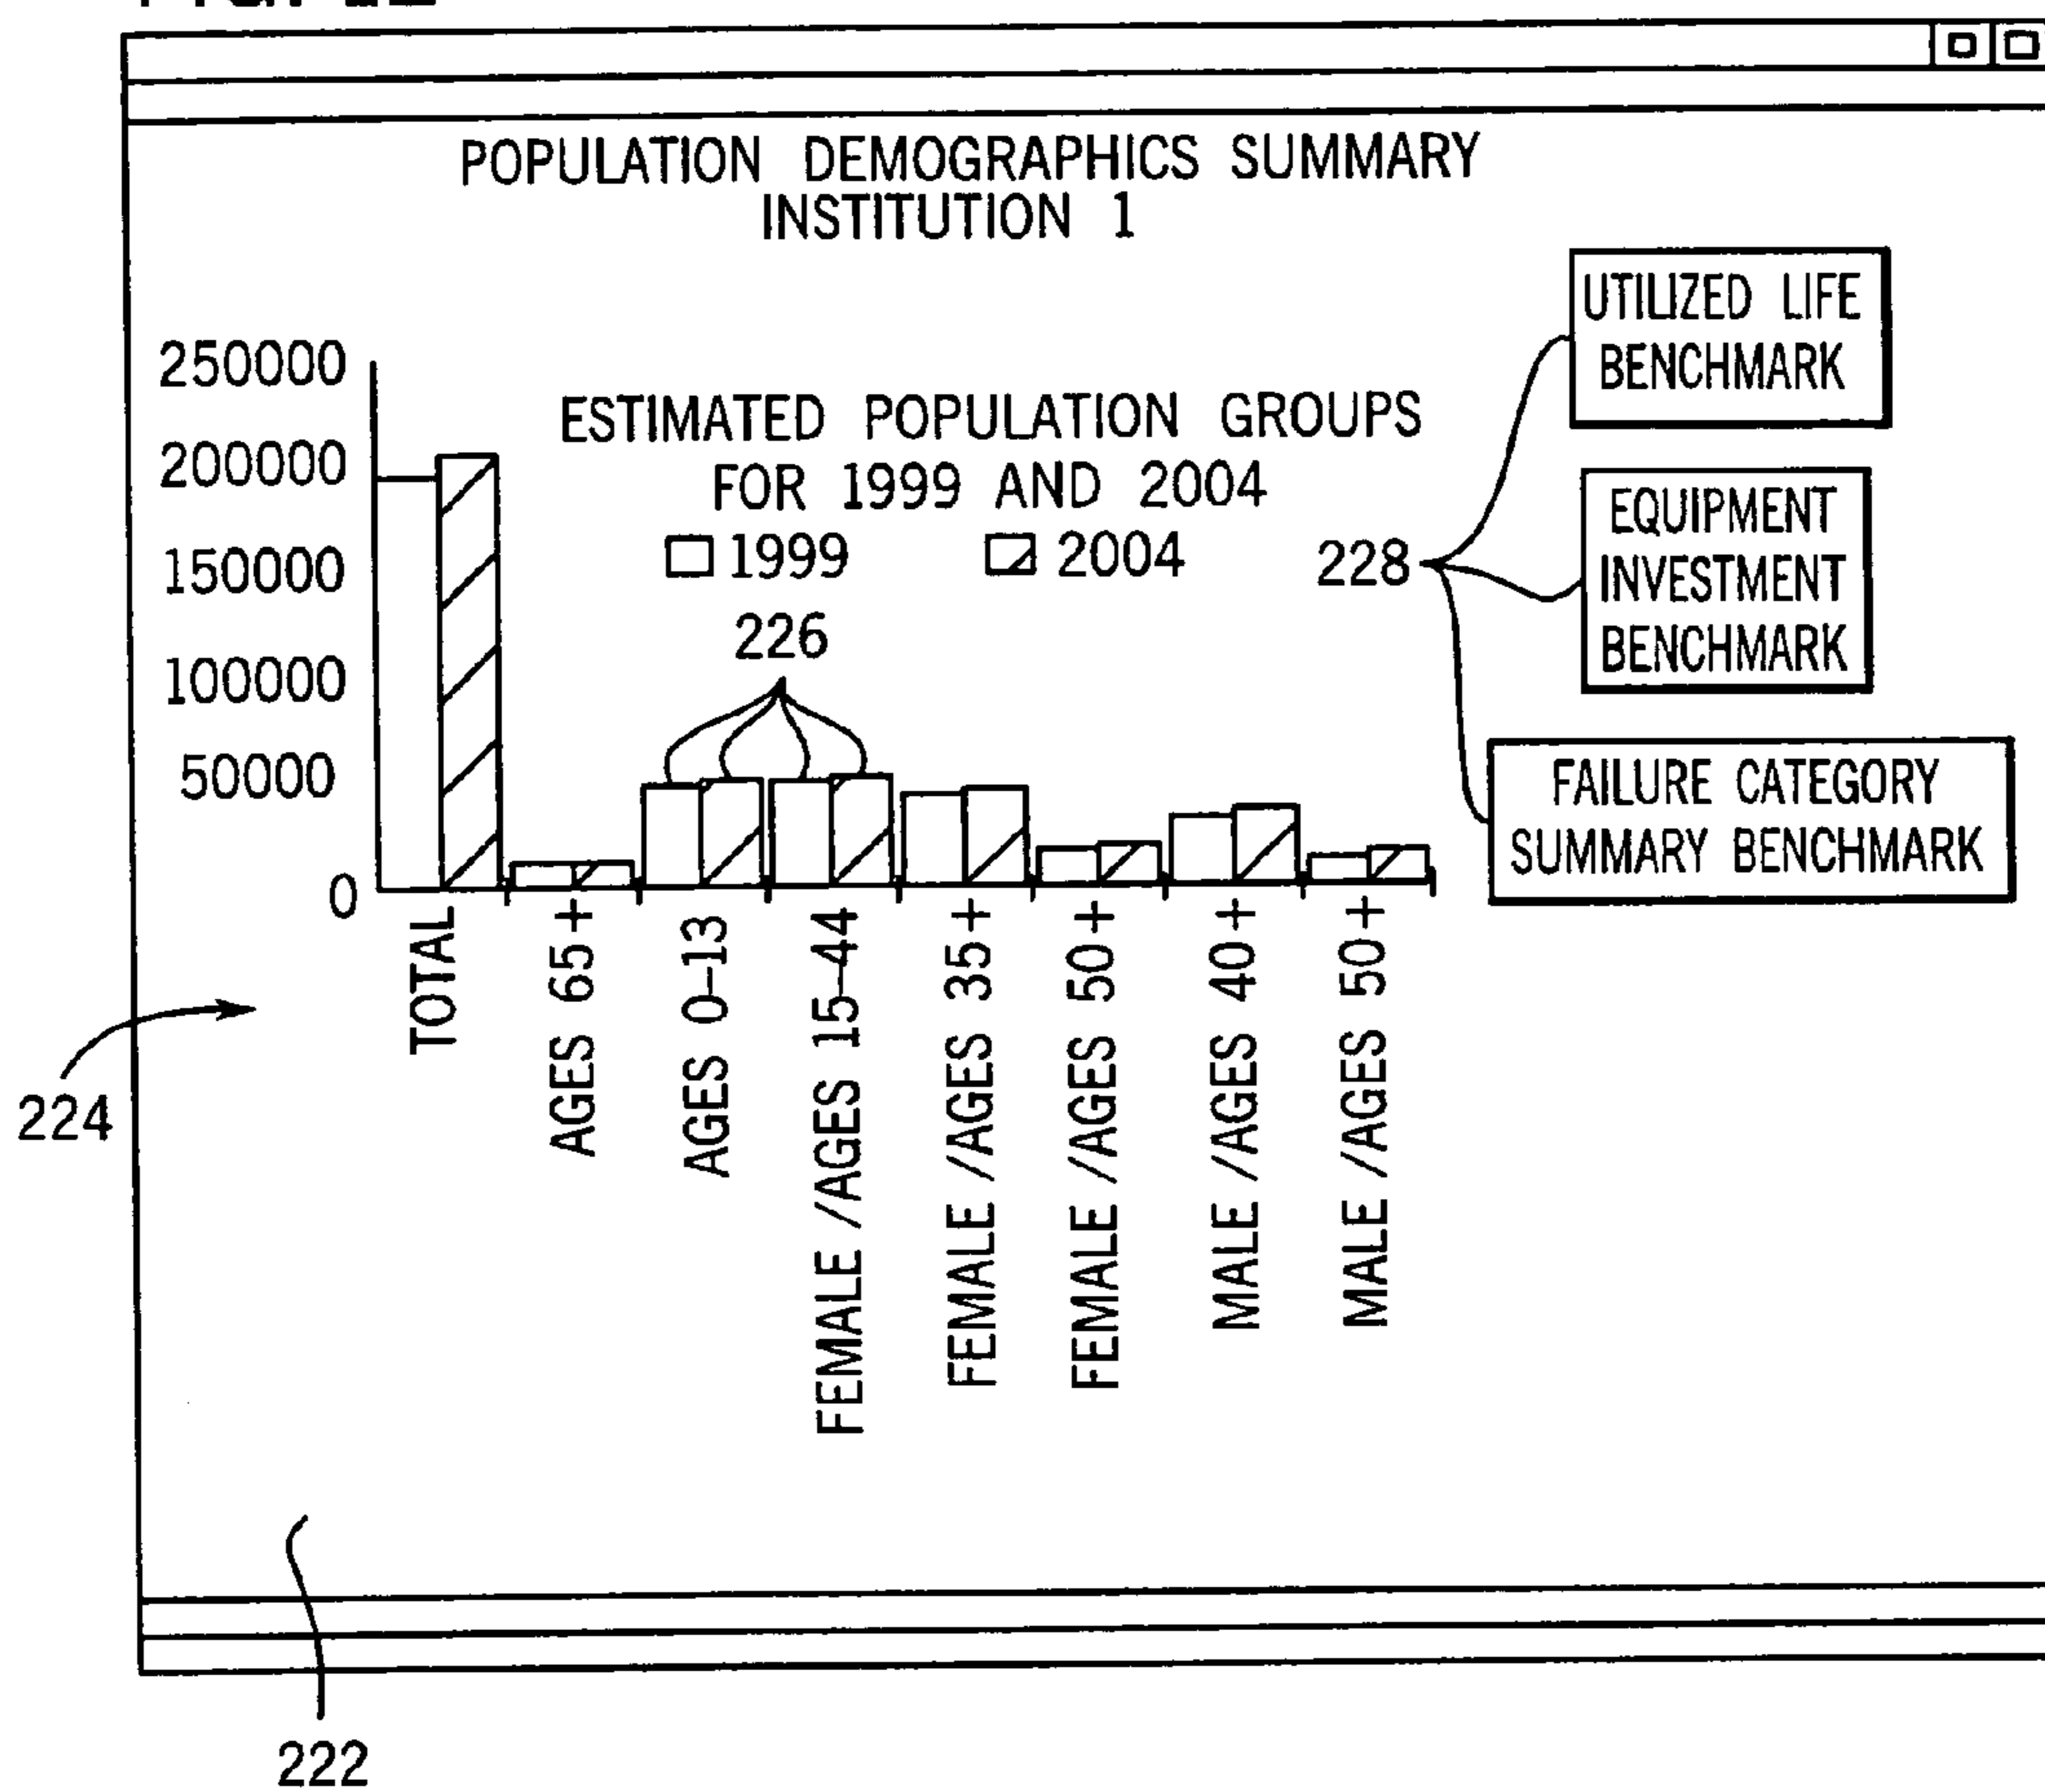 POPULATION DEMOGRAPHICS SUMMARY
INSTITUTION 1
UTILIZED LIFE
BENCHMARK
EQUIPMENT
INVESTMENT
BENCHMARK
FAILURE CATEGORY
SUMMARY BENCHMARK
228
ESTIMATED POPULATION GROUPS
FOR 1999 AND 2004
1999
2004
226
250000
200000
150000
100000
50000
0
TOTAL
AGES 65+
AGES 0-13
FEMALE /AGES 15-44
FEMALE /AGES 35+
FEMALE /AGES 50+
MALE /AGES 40+
MALE /AGES 50+
224
222